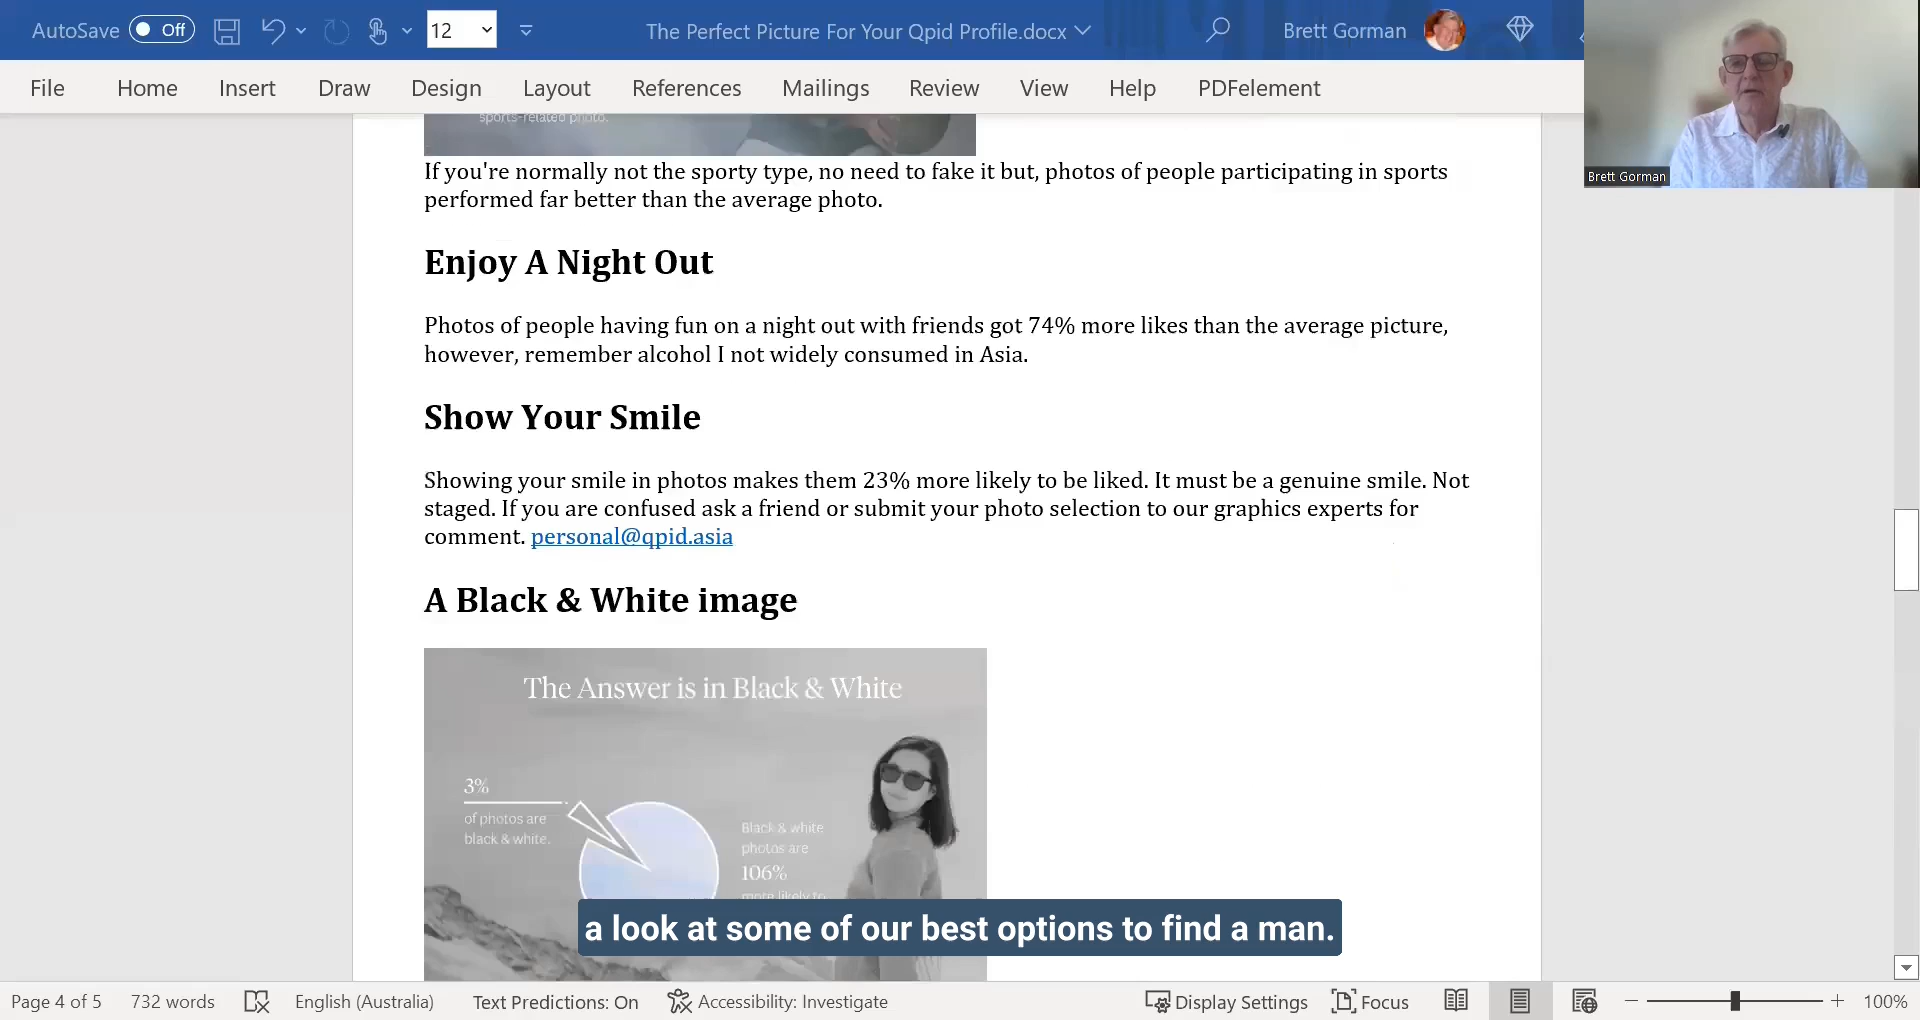 AutoSave Off 12 The Perfect Picture For Your Qpid Profile.docx Brett Gorman
File Home Insert Draw Design Layout References Mailings Review View Help PDFelement
Brett Gorman
sports-related photo.
If you're normally not the sporty type, no need to fake it but, photos of people participating in sports
performed far better than the average photo.
Enjoy A Night Out
Photos of people having fun on a night out with friends got 74% more likes than the average picture,
however, remember alcohol I not widely consumed in Asia.
Show Your Smile
Showing your smile in photos makes them 23% more likely to be liked. It must be a genuine smile. Not
staged. If you are confused ask a friend or submit your photo selection to our graphics experts for
comment. personal@qpid.asia
A Black & White image
The Answer is in Black & White
3%
of photos are
black & white.
Black & white
photos are
106%
more likely to
a look at some of our best options to find a man.
Page 4 of 5 732 words English (Australia) Text Predictions: On Accessibility: Investigate Display Settings Focus 100%